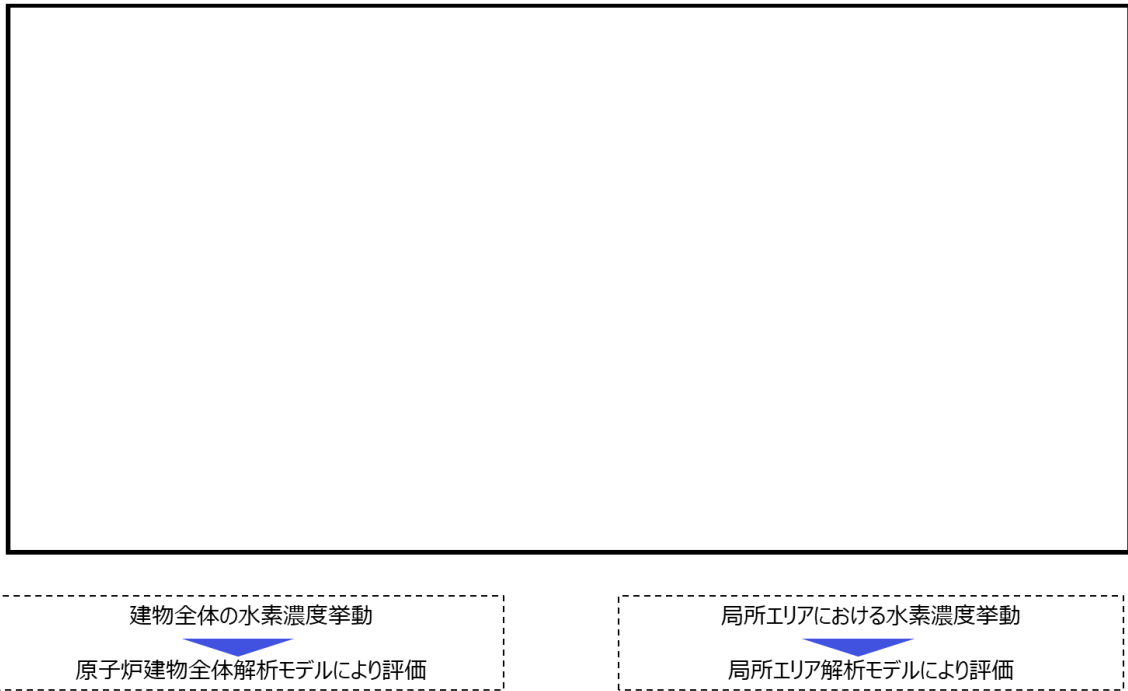 建物全体の水素濃度挙動
原子炉建物全体解析モデルにより評価
局所エリアにおける水素濃度挙動
局所エリア解析モデルにより評価